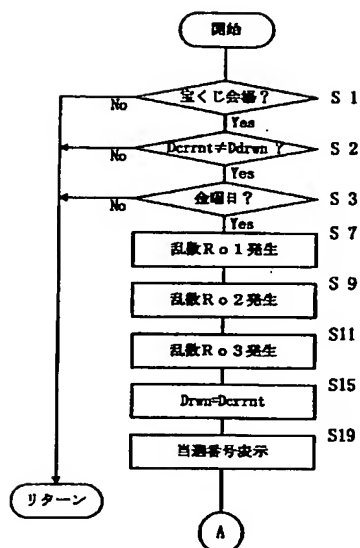 開始
宝くじ会場？ S 1
No
Yes
Dcrrnt≠Ddrwn？ S 2
No
Yes
金曜日？ S 3
No
Yes
S 7
乱数Ｒｏ１発生
S 9
乱数Ｒｏ２発生
S11
乱数Ｒｏ３発生
S15
Drwn=Dcrrnt
S19
当選番号表示
リターン
A